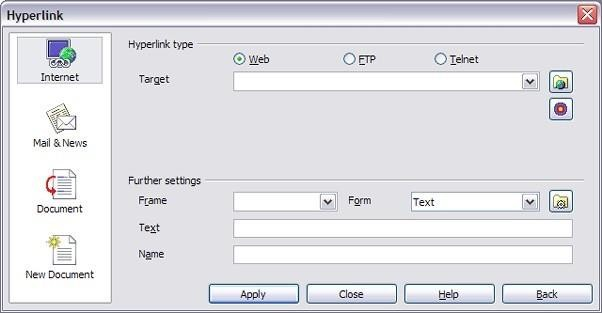 Hyperlink
Internet
Mail & News
Document
New Document
Hyperlink type
Web FTP Telnet
Target
Further settings
Frame Form Text
Text
Name
Apply Close Help Back